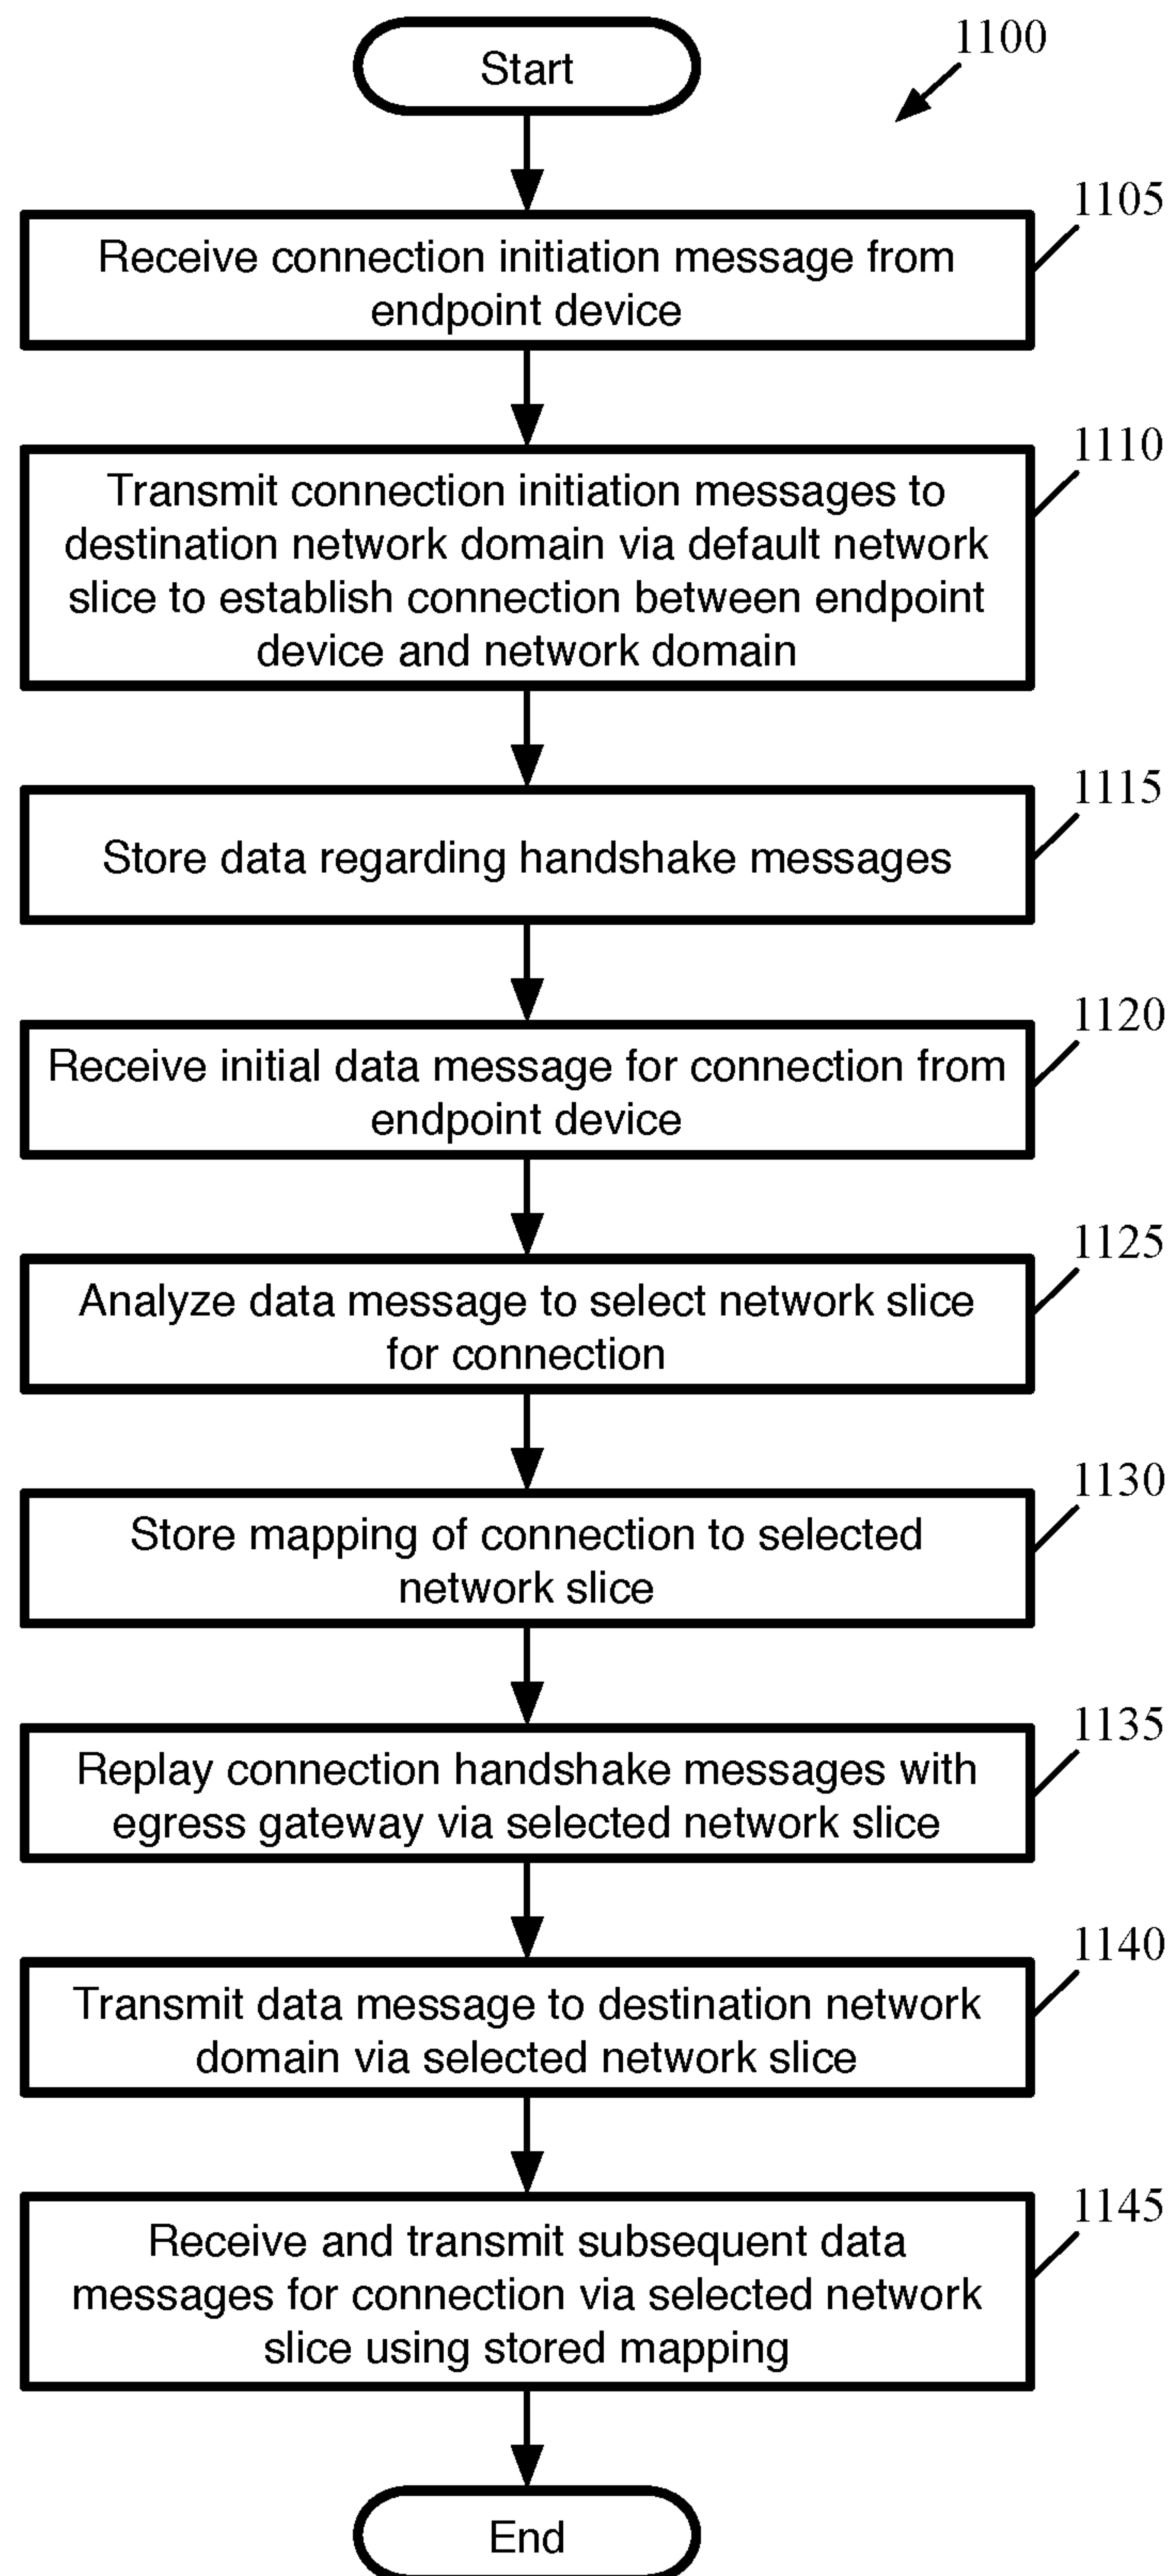 Start
1100
1105
Receive connection initiation message from
endpoint device
1110
Transmit connection initiation messages to
destination network domain via default network
slice to establish connection between endpoint
device and network domain
1115
Store data regarding handshake messages
1120
Receive initial data message for connection from
endpoint device
1125
Analyze data message to select network slice
for connection
1130
Store mapping of connection to selected
network slice
1135
Replay connection handshake messages with
egress gateway via selected network slice
1140
Transmit data message to destination network
domain via selected network slice
1145
Receive and transmit subsequent data
messages for connection via selected network
slice using stored mapping
End